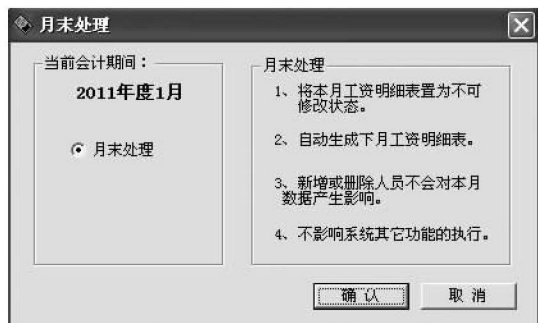 月末处理
当前会计期间：
2011年度1月
月末处理
月末处理
1、将本月工资明细表置为不可
修改状态。
2、自动生成下月工资明细表。
3、新增或删除人员不会对本月
数据产生影响。
4、不影响系统其它功能的执行。
确认
取消